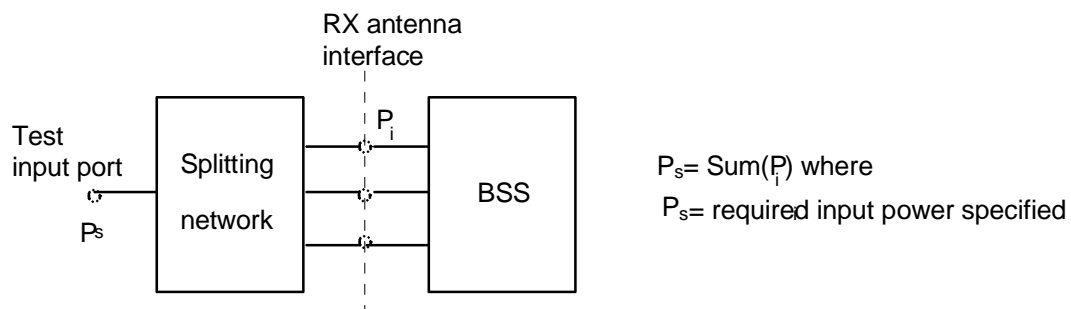 RX antenna
interface
Test
input port
Ps
Splitting
network
Pi
BSS
Ps= Sum(Pi) where
Ps= required input power specified